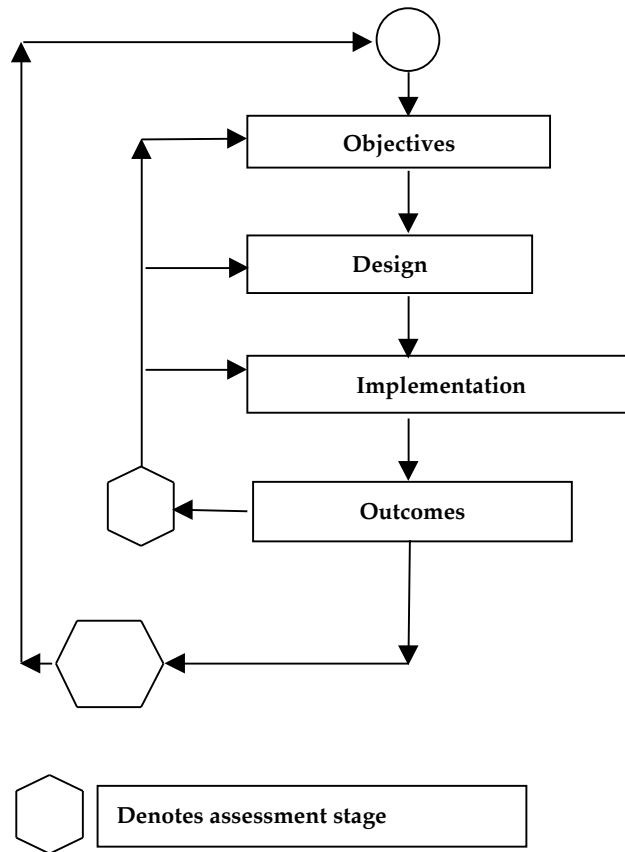 Objectives
Design
Implementation
Outcomes
Denotes assessment stage